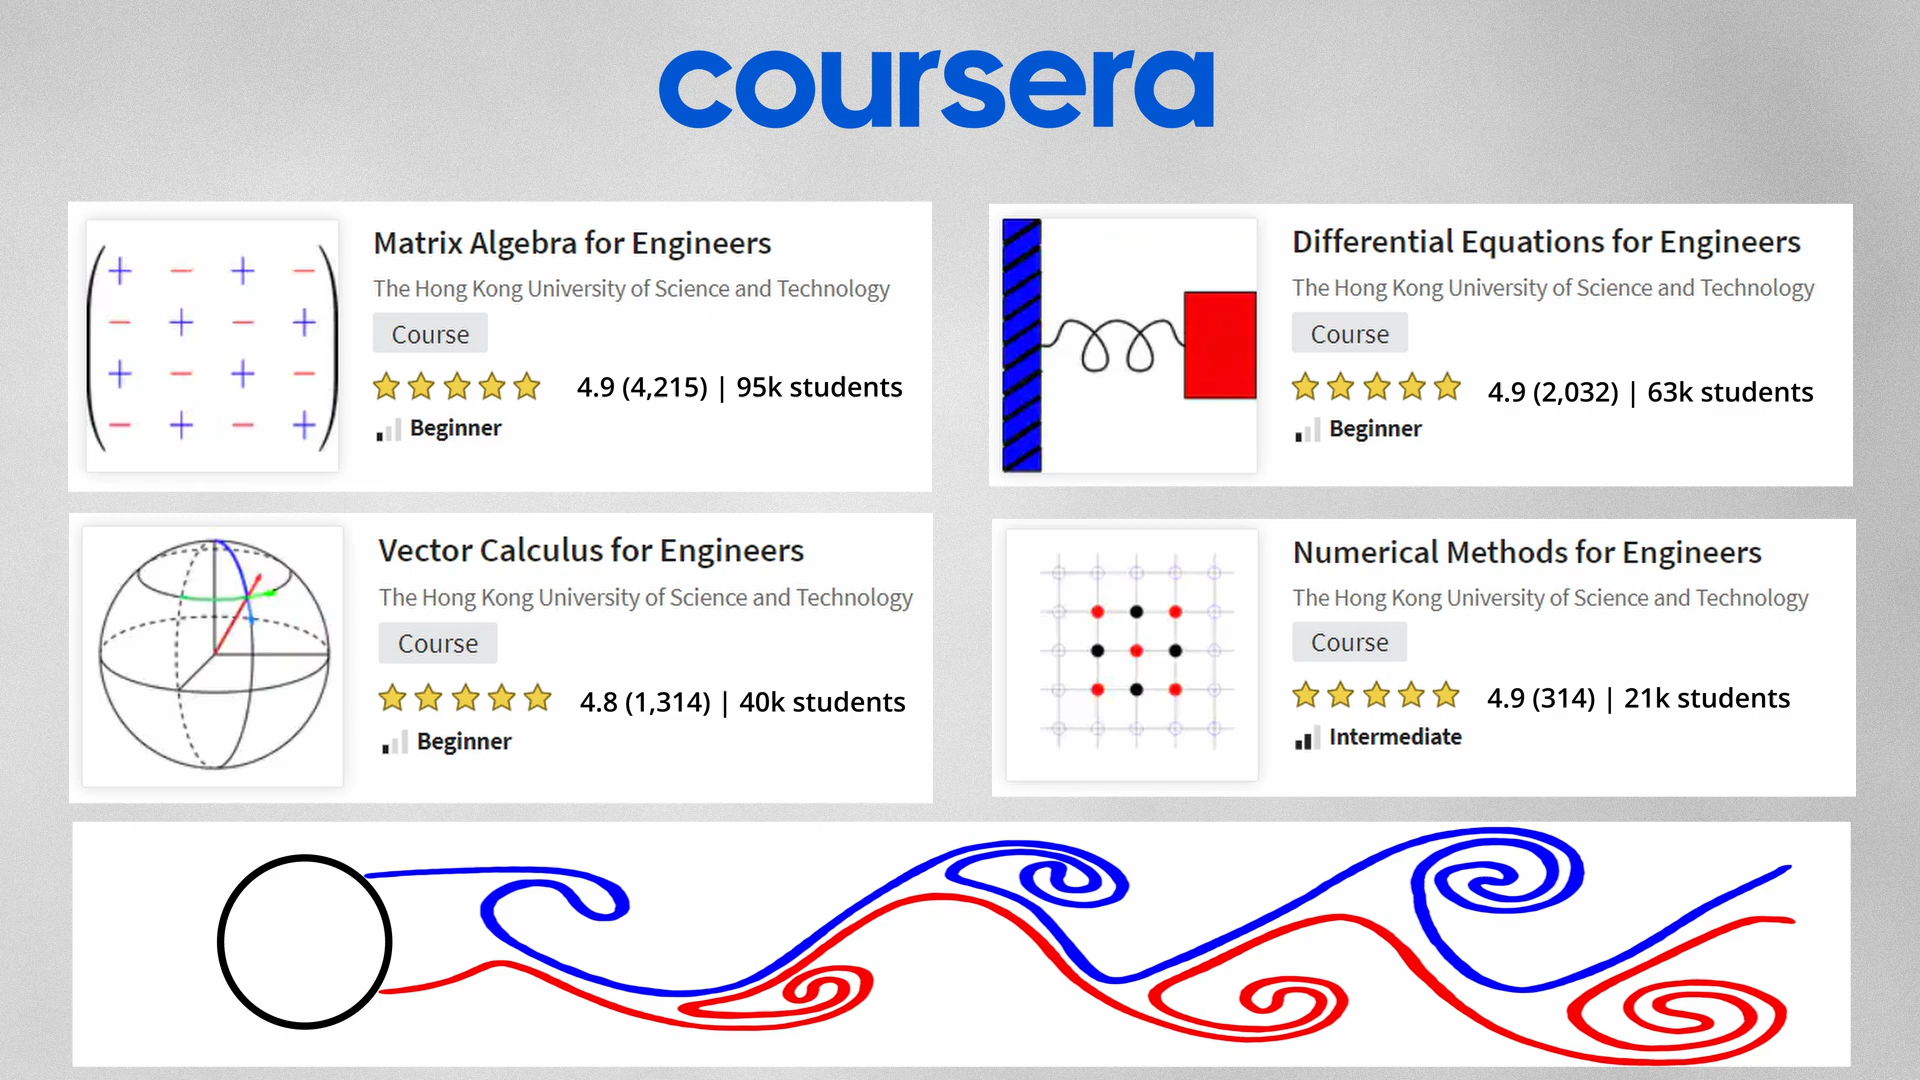 coursera
Matrix Algebra for Engineers
The Hong Kong University of Science and Technology
Course
4.9 (4,215) | 95k students
Beginner
Differential Equations for Engineers
The Hong Kong University of Science and Technology
Course
4.9 (2,032) | 63k students
Beginner
Vector Calculus for Engineers
The Hong Kong University of Science and Technology
Course
4.8 (1,314) | 40k students
Beginner
Numerical Methods for Engineers
The Hong Kong University of Science and Technology
Course
4.9 (314) | 21k students
Intermediate